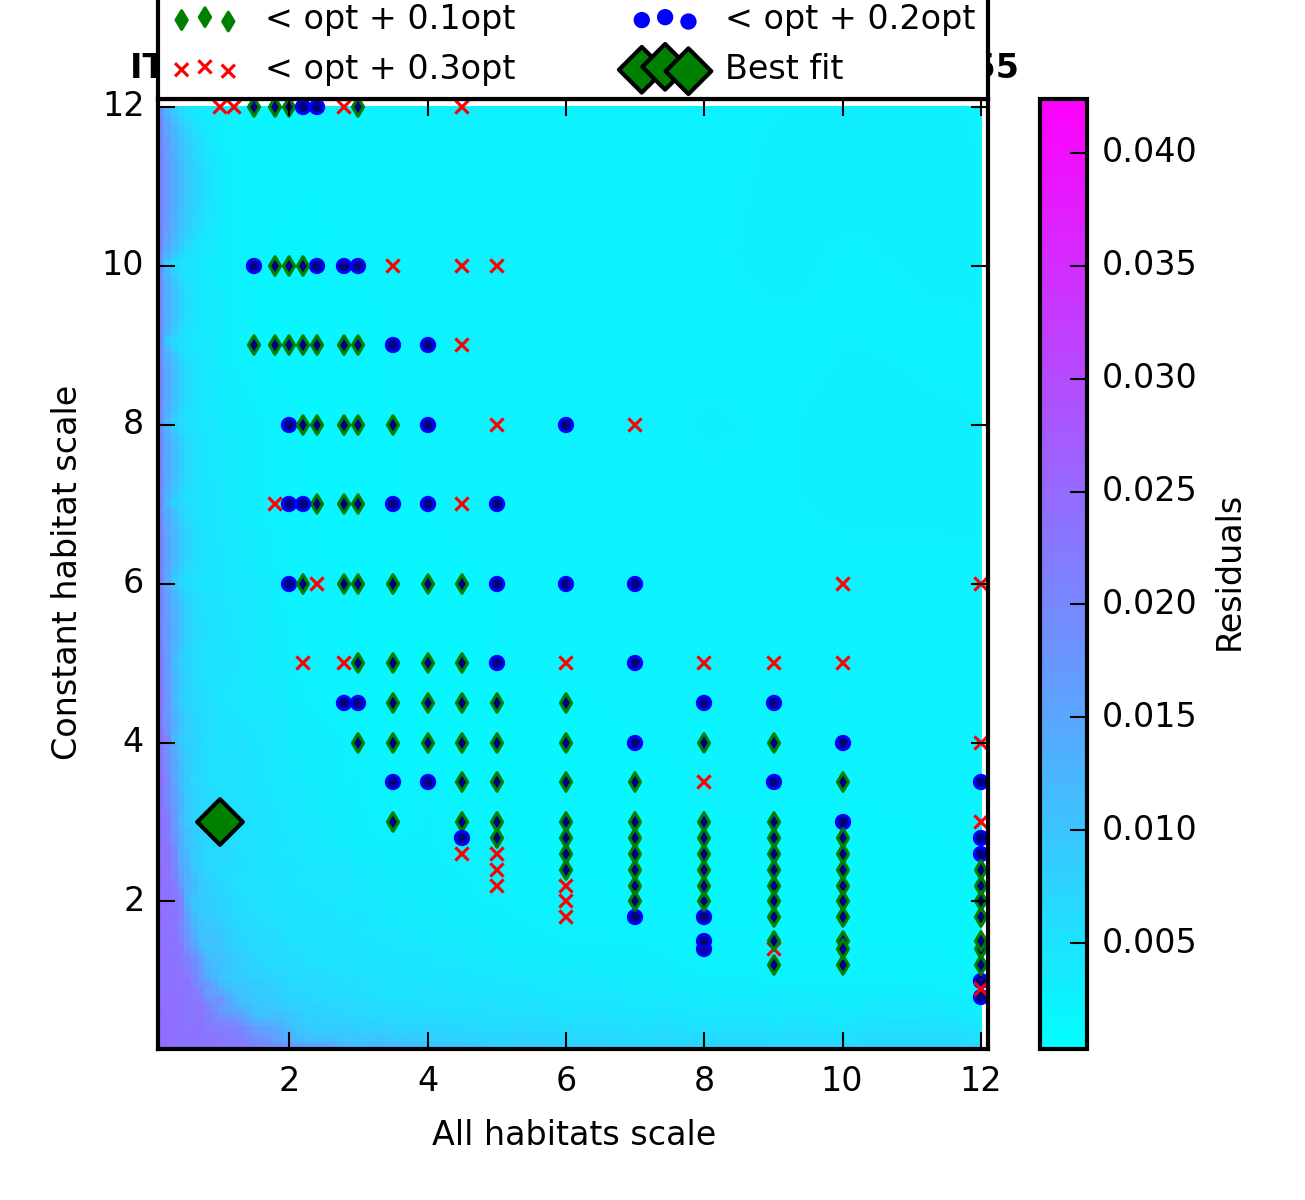 < opt + 0.1opt
< opt + 0.2opt
< opt + 0.3opt
Best fit
12
10
8
6
4
2
Constant habitat scale
2
4
6
8
10
12
All habitats scale
0.040
0.035
0.030
0.025
0.020
0.015
0.010
0.005
Residuals